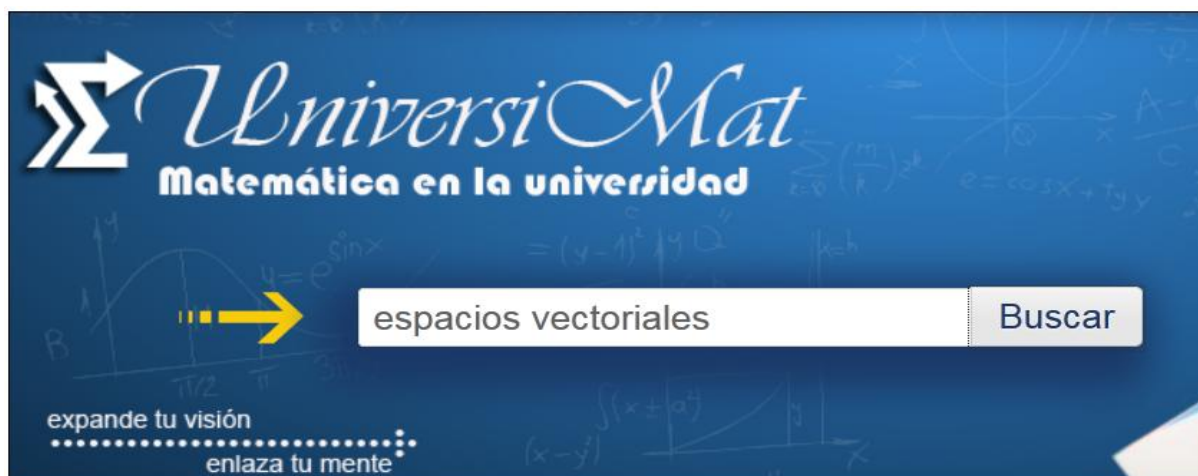 UniversiMat
Matemática en la universidad
espacios vectoriales
Buscar
expande tu visión
enlaza tu mente